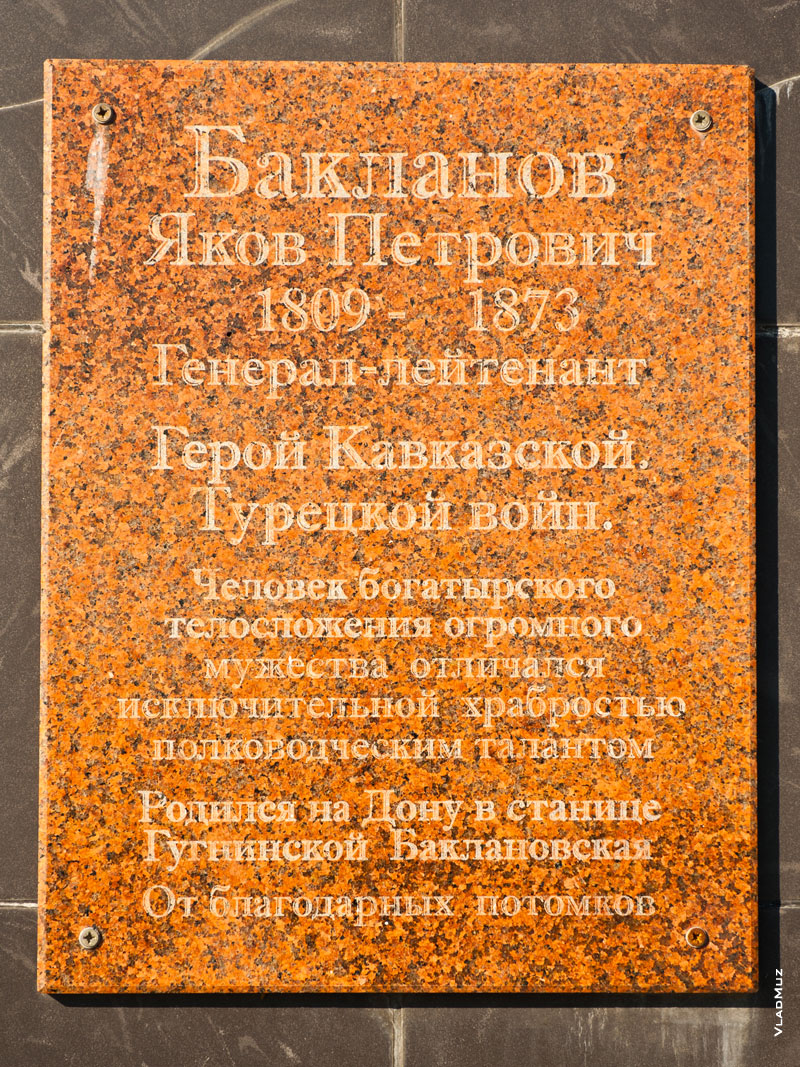 Бакланов
Яков Петрович
1809 - 1873
Генерал-лейтенант
Герой Кавказской.
Турецкой войн.
Человек богатырского
телосложения огромного
мужества отличался
исключительной храбростью
полководческим талантом
Родился на Дону в станице
Гугнинской Баклановская
От благодарных потомков
VladMuz